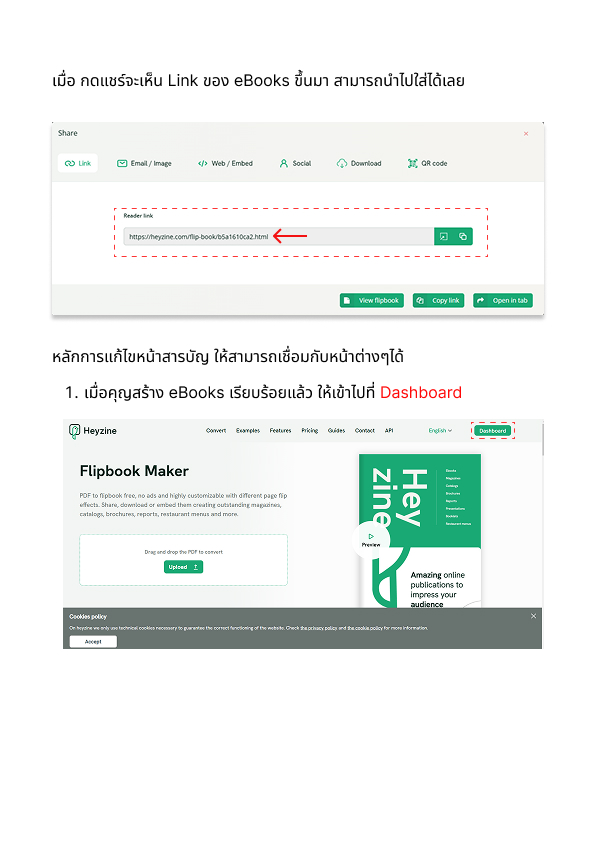 เมื่อ กดแชร์จะเห็น Link ของ eBooks ขึ้นมา สามารถนำไปใส่ได้เลย
Share
Link
Email / Image
Web / Embed
Social
Download
QR code
Reader link
https://heyzine.com/flip-book/b5a1610ca2.html
View flipbook
Copy link
Open in tab
หลักการแก้ไขหน้าสารบัญ ให้สามารถเชื่อมกับหน้าต่างๆได้
1. เมื่อคุณสร้าง eBooks เรียบร้อยแล้ว ให้เข้าไปที่ Dashboard
Heyzine
Convert
Examples
Features
Pricing
Guides
Contact
API
English
Dashboard
Flipbook Maker
PDF to flipbook free, no ads and highly customizable with different page flip
effects. Share, download or embed them creating outstanding magazines,
catalogs, brochures, reports, restaurant menus and more.
Drag and drop the PDF to convert
Upload
Hey
zine
Ebooks
Magazines
Catalogs
Brochures
Reports
Presentations
Booklets
Restaurant menus
Preview
Amazing online
publications to
impress your
audience
Cookies policy
On heyzine we only use technical cookies necessary to guarantee the correct functioning of the website. Check the privacy policy and the cookie policy for more information.
Accept